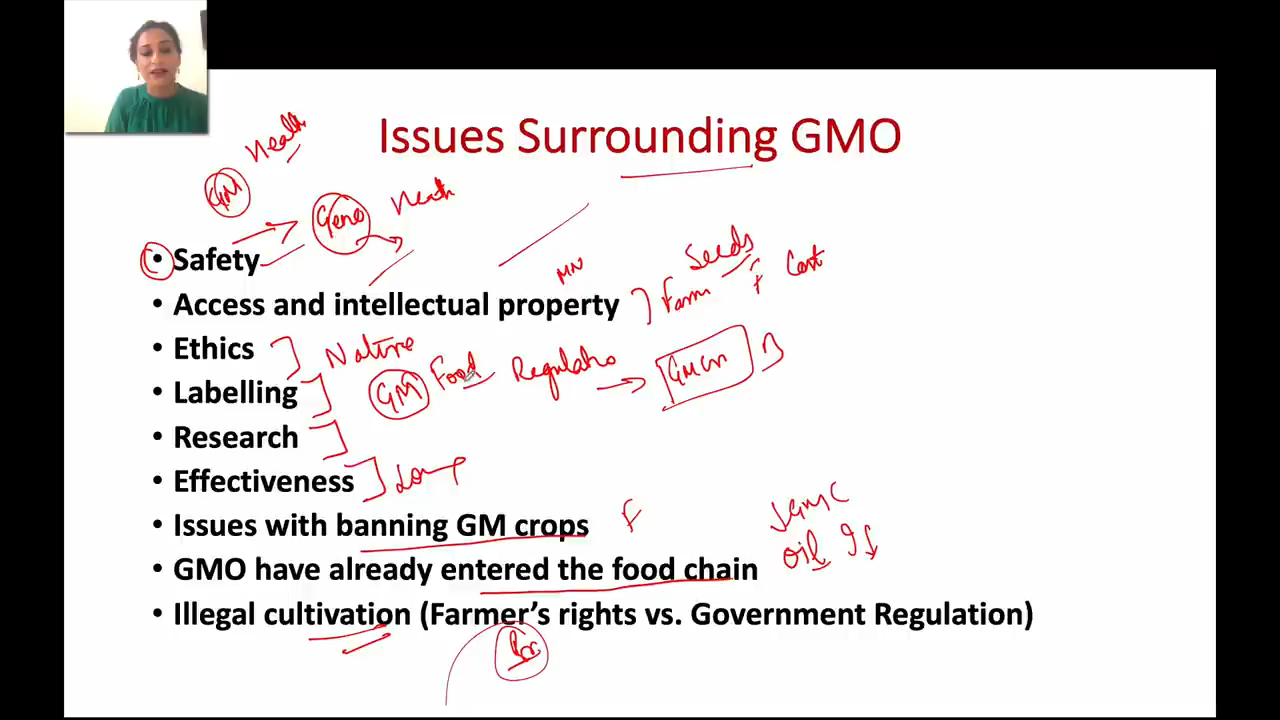 Issues Surrounding GMO
Health
GM
Gene
• Safety
Seeds
Cost
• Access and intellectual property
Farm
• Ethics
Nature
• Labelling
GM Food
• Research
• Effectiveness
• Issues with banning GM crops
F
• GMO have already entered the food chain
oil
• Illegal cultivation (Farmer's rights vs. Government Regulation)